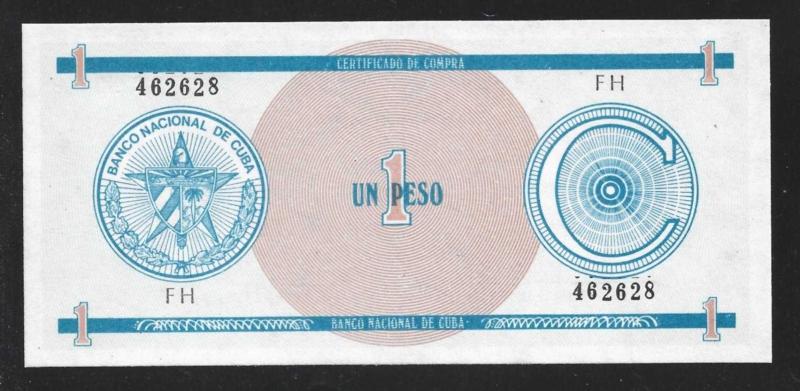 1 CERTIFICADO DE COMPRA 1
462628 FH
BANCO NACIONAL DE CUBA
C
1
UN PESO
FH 462628
1 BANCO NACIONAL DE CUBA 1